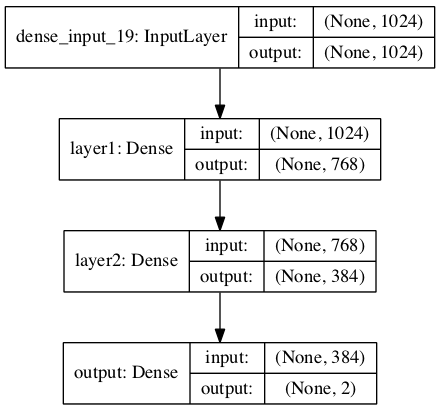 dense_input_19: InputLayer
input: (None, 1024)
output: (None, 1024)
layer1: Dense
input: (None, 1024)
output: (None, 768)
layer2: Dense
input: (None, 768)
output: (None, 384)
output: Dense
input: (None, 384)
output: (None, 2)